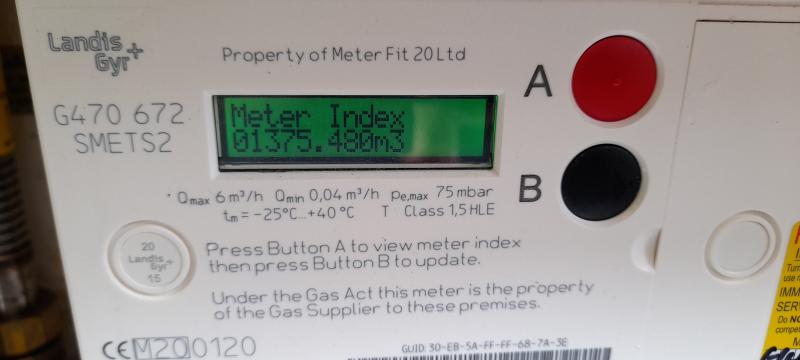 Landis
Gyr+
Property of Meter Fit 20 Ltd
A
G470 672
SMETS2
Meter Index
01375.480m3
B
Qmax 6 m³/h Qmin 0,04 m³/h pe,max 75 mbar
tm = -25°C...+40°C T Class 1,5 HLE
20
Landis
Gyr+
15
Press Button A to view meter index
then press Button B to update.
Under the Gas Act this meter is the property
of the Gas Supplier to these premises.
CE M20 0120
GUID: 30-EB-5A-FF-FF-68-7A-3E
IMM
SERV
Do NO